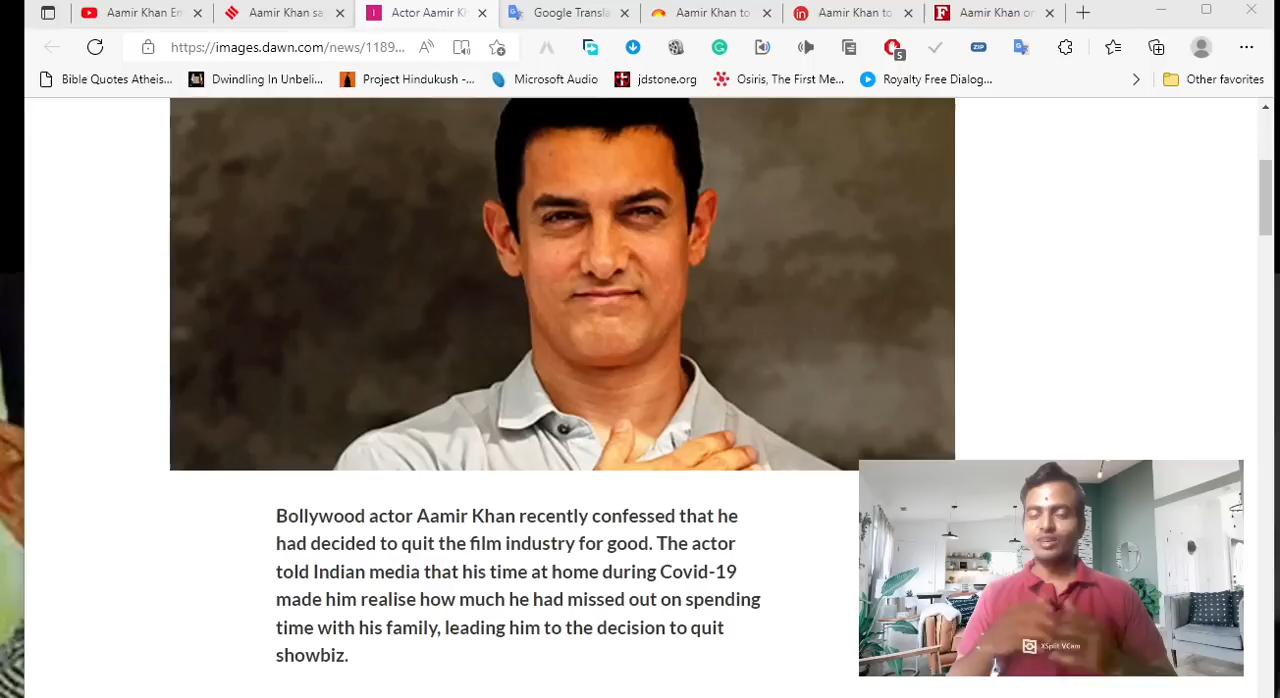 Aamir Khan En
Aamir Khan sa
Actor Aamir Kh
Google Transla
Aamir Khan to
Aamir Khan to
Aamir Khan on
https://images.dawn.com/news/1189...
5
ZIP
Bible Quotes Atheis...
Dwindling In Unbeli...
Project Hindukush -...
Microsoft Audio
jdstone.org
Osiris, The First Me...
Royalty Free Dialog...
Other favorites
Bollywood actor Aamir Khan recently confessed that he
had decided to quit the film industry for good. The actor
told Indian media that his time at home during Covid-19
made him realise how much he had missed out on spending
time with his family, leading him to the decision to quit
showbiz.
XSplit VCam